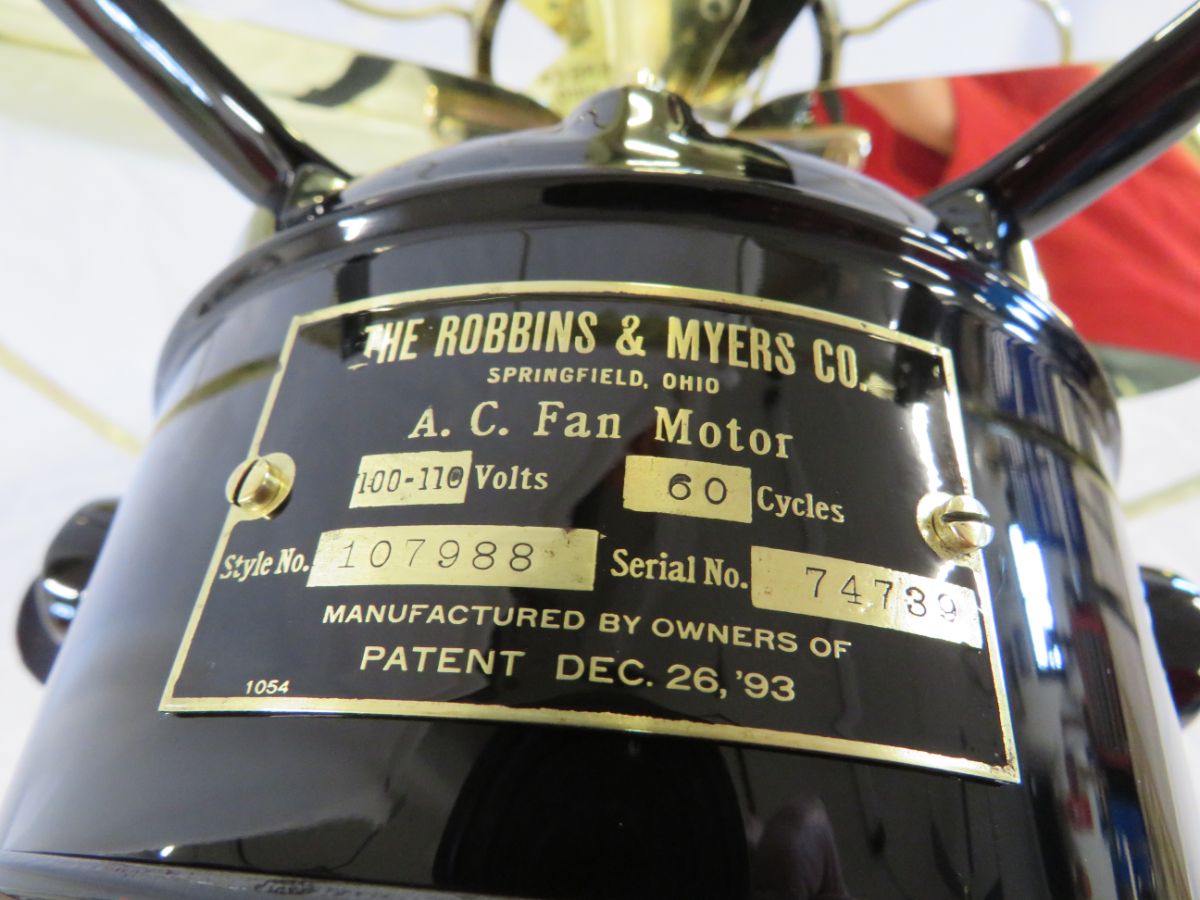 THE ROBBINS & MYERS CO.
SPRINGFIELD, OHIO
A. C. Fan Motor
100-110 Volts 60 Cycles
Style No. 107988 Serial No. 74739
MANUFACTURED BY OWNERS OF
PATENT DEC. 26, '93
1054